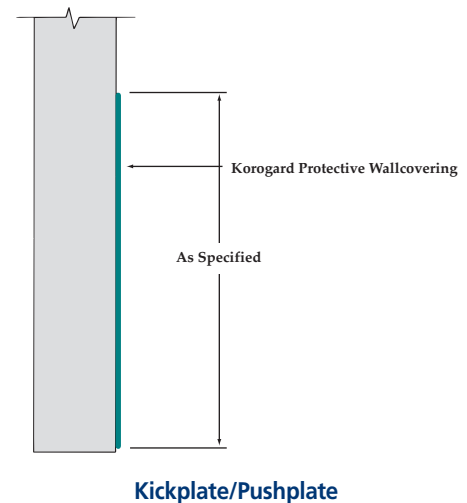 Korogard Protective Wallcovering
As Specified
Kickplate/Pushplate